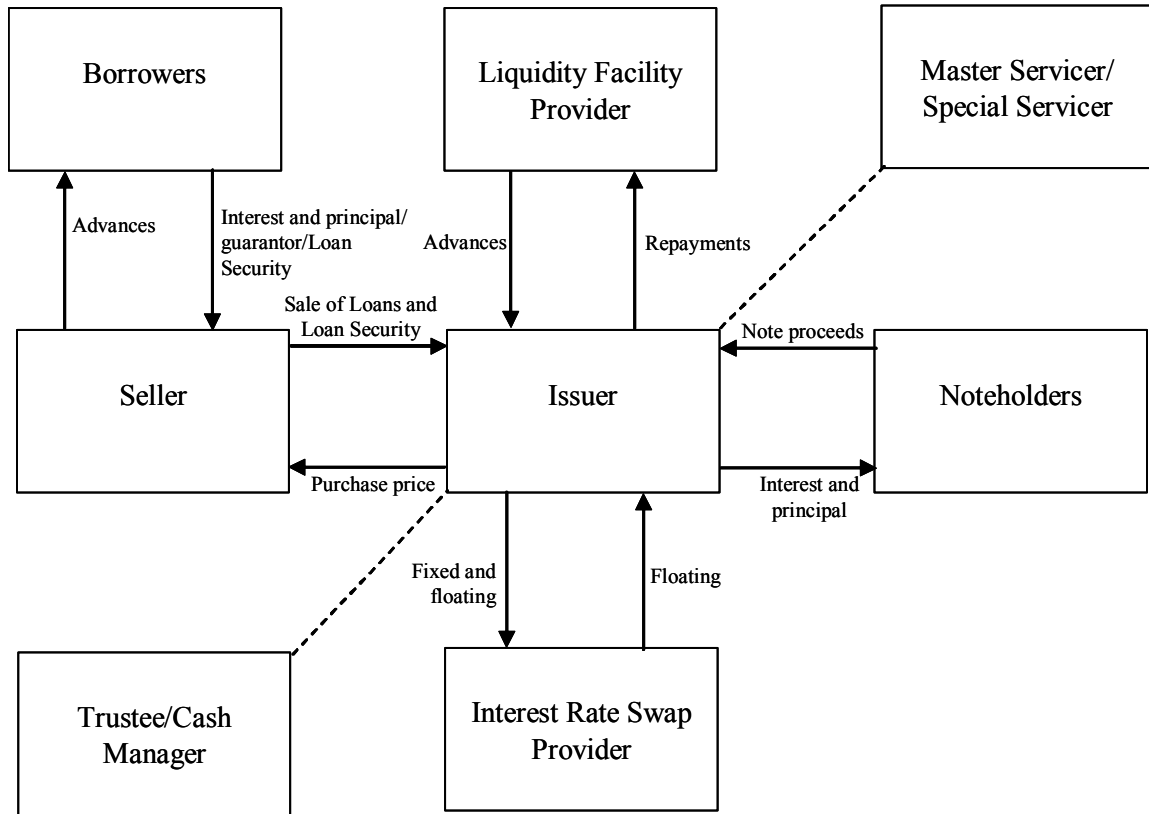 Borrowers
Liquidity Facility
Provider
Master Servicer/
Special Servicer
Advances
Interest and principal/
guarantor/Loan
Security
Advances
Repayments
Sale of Loans and
Loan Security
Note proceeds
Seller
Issuer
Noteholders
Purchase price
Interest and
principal
Fixed and
floating
Floating
Trustee/Cash
Manager
Interest Rate Swap
Provider